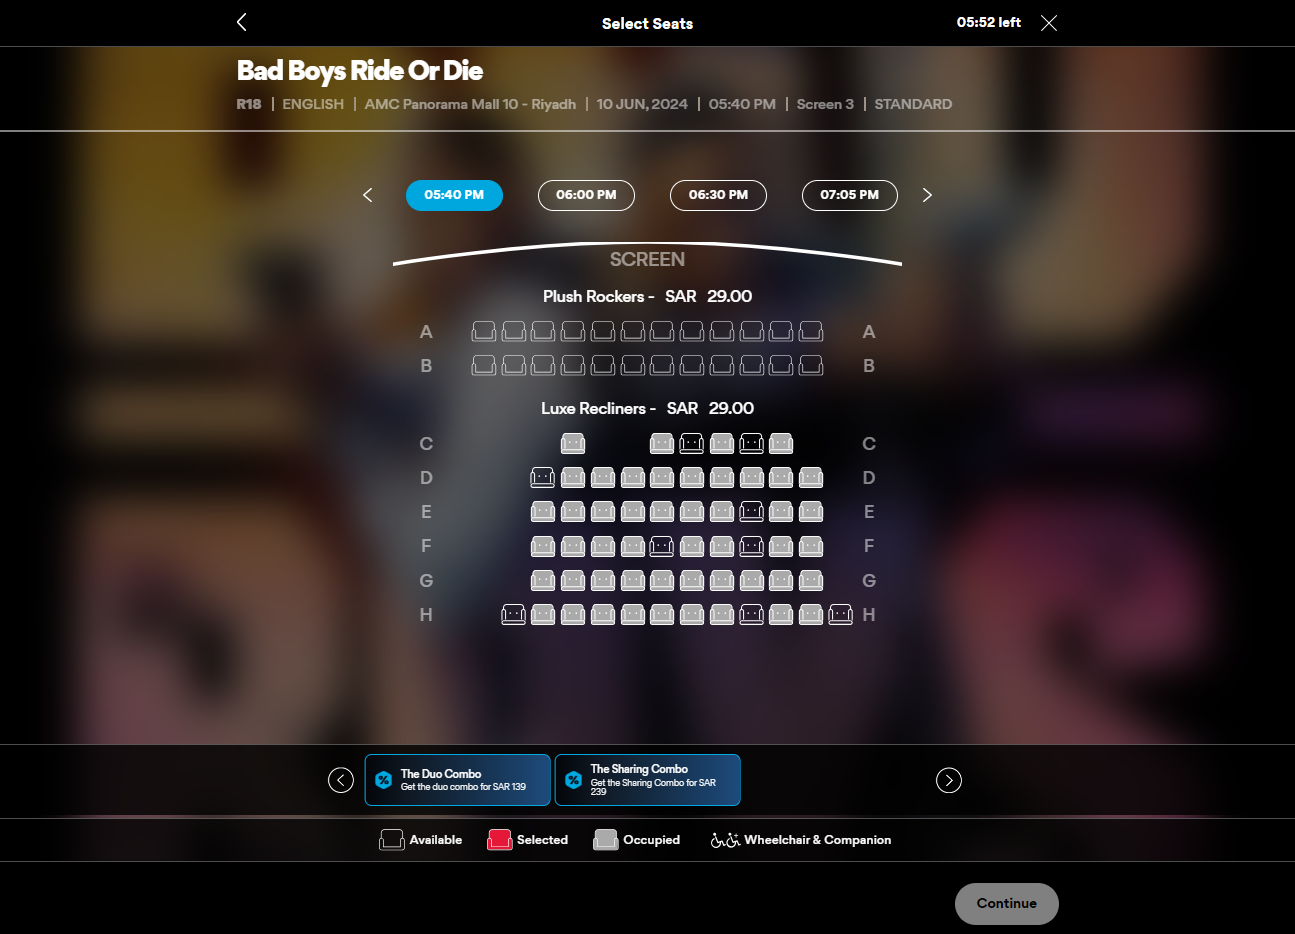 Select Seats
05:52 left
Bad Boys Ride Or Die
R18 | ENGLISH | AMC Panorama Mall 10 - Riyadh | 10 JUN, 2024 | 05:40 PM | Screen 3 | STANDARD
05:40 PM 06:00 PM 06:30 PM 07:05 PM
SCREEN
Plush Rockers - SAR 29.00
A A
B B
Luxe Recliners - SAR 29.00
C C
D D
E E
F F
G G
H H
The Duo Combo
Get the duo combo for SAR 139
The Sharing Combo
Get the Sharing Combo for SAR
239
Available Selected Occupied Wheelchair & Companion
Continue